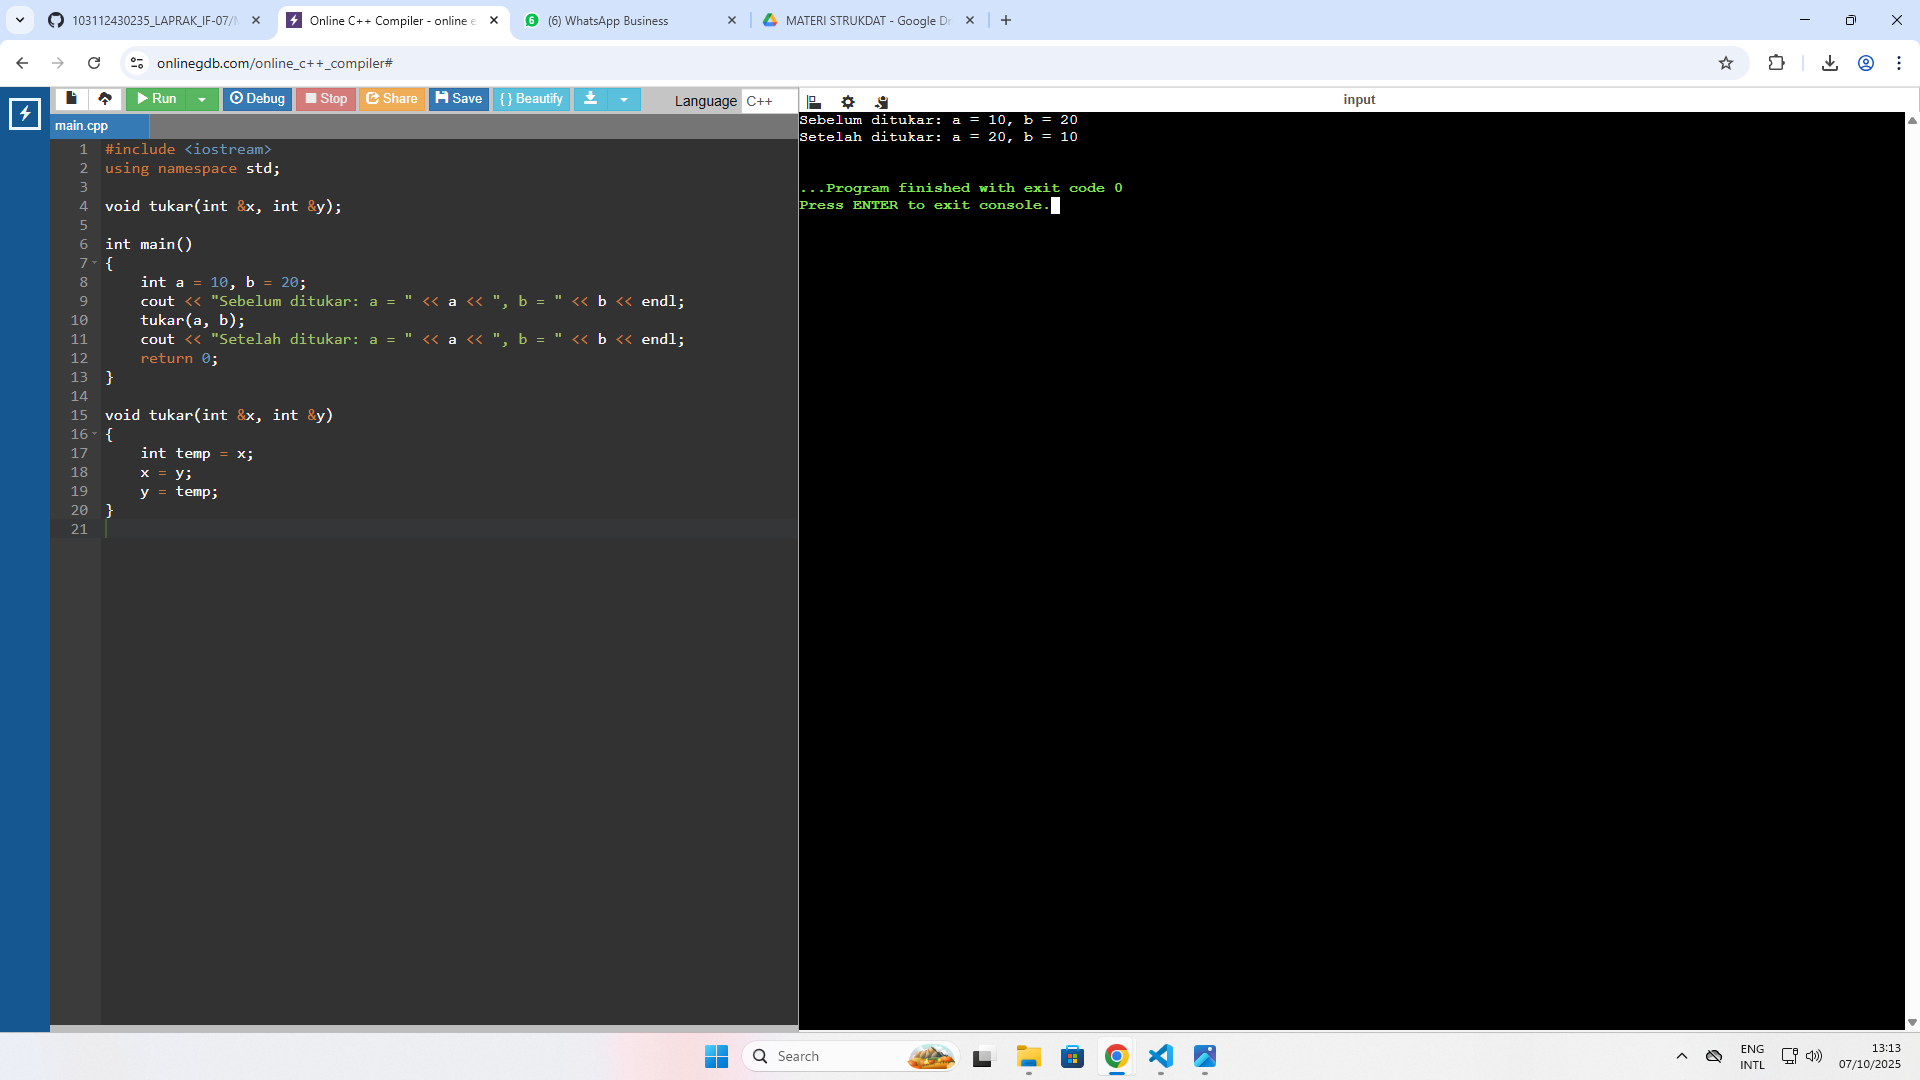 103112430235_LAPRAK_IF-07/
Online C++ Compiler - online e
(6) WhatsApp Business
MATERI STRUKDAT - Google Dr
onlinegdb.com/online_c++_compiler#
Run
Debug
Stop
Share
Save
{ } Beautify
Language C++
input
main.cpp
1 #include <iostream>
2 using namespace std;
3
4 void tukar(int &x, int &y);
5
6 int main()
7 {
8     int a = 10, b = 20;
9     cout << "Sebelum ditukar: a = " << a << ", b = " << b << endl;
10     tukar(a, b);
11     cout << "Setelah ditukar: a = " << a << ", b = " << b << endl;
12     return 0;
13 }
14
15 void tukar(int &x, int &y)
16 {
17     int temp = x;
18     x = y;
19     y = temp;
20 }
21
Sebelum ditukar: a = 10, b = 20
Setelah ditukar: a = 20, b = 10
...Program finished with exit code 0
Press ENTER to exit console.
Search
ENG
INTL
13:13
07/10/2025